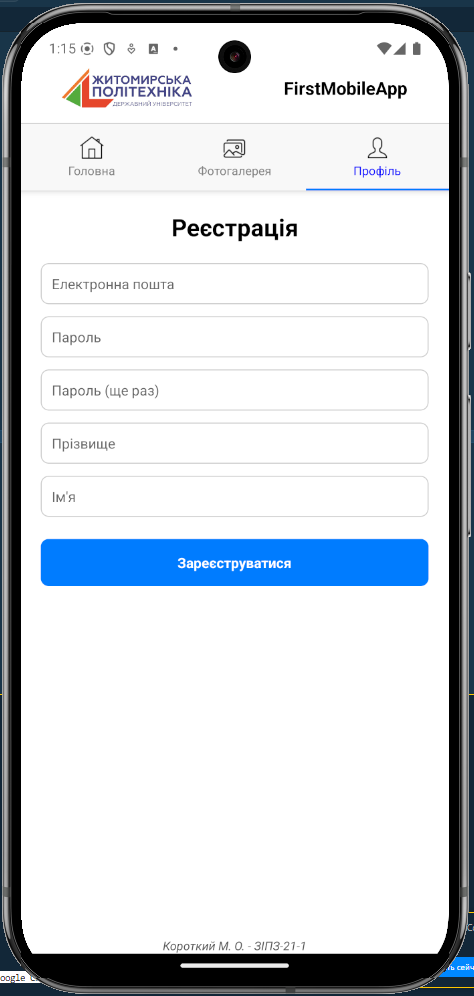 1:15
ЖИТОМИРСЬКА
ПОЛІТЕХНІКА
ДЕРЖАВНИЙ УНІВЕРСИТЕТ
FirstMobileApp
Головна
Фотогалерея
Профіль
Реєстрація
Електронна пошта
Пароль
Пароль (ще раз)
Прізвище
Ім'я
Зареєструватися
Короткий М. О. - ЗІПЗ-21-1